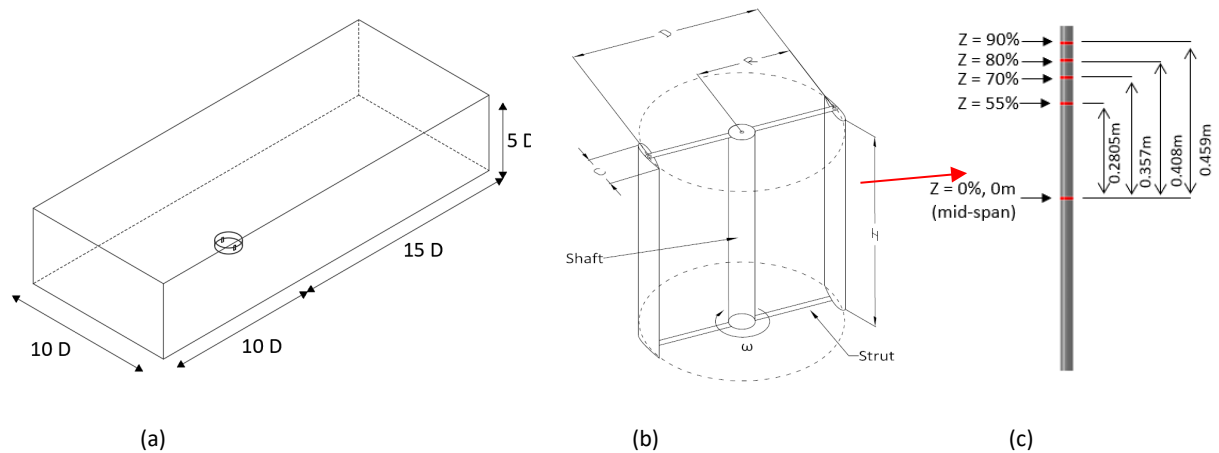 5 D
15 D
10 D
10 D
(a)
D
R
C
H
Shaft
ω
Strut
(b)
Z = 90%
Z = 80%
Z = 70%
Z = 55%
Z = 0%, 0m
(mid-span)
0.2805m
0.357m
0.408m
0.459m
(c)